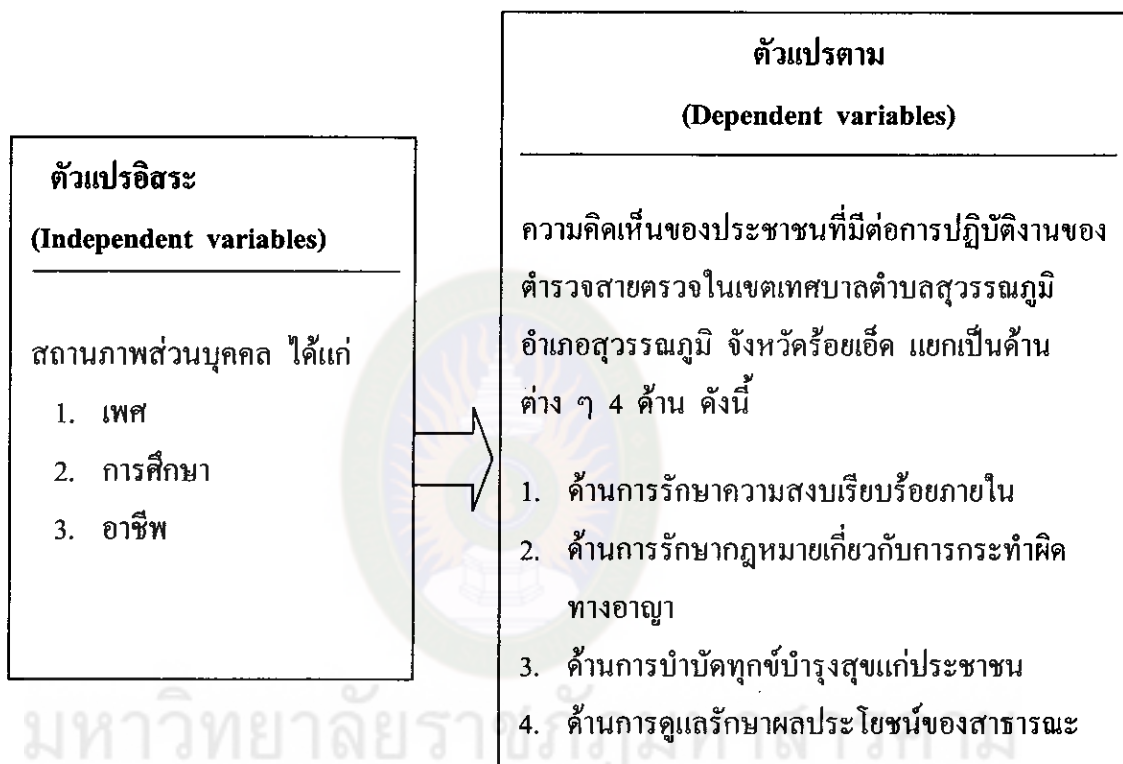 ตัวแปรอิสระ
(Independent variables)
สถานภาพส่วนบุคคล ได้แก่
1. เพศ
2. การศึกษา
3. อาชีพ
ตัวแปรตาม
(Dependent variables)
ความคิดเห็นของประชาชนที่มีต่อการปฏิบัติงานของ
ตำรวจสายตรวจในเขตเทศบาลตำบลสุวรรณภูมิ
อำเภอสุวรรณภูมิ จังหวัดร้อยเอ็ด แยกเป็นด้าน
ต่าง ๆ 4 ด้าน ดังนี้
1. ด้านการรักษาความสงบเรียบร้อยภายใน
2. ด้านการรักษากฎหมายเกี่ยวกับการกระทำผิด
ทางอาญา
3. ด้านการบำบัดทุกข์บำรุงสุขแก่ประชาชน
4. ด้านการดูแลรักษาผลประโยชน์ของสาธารณะ
มหาวิทยาลัยราชภัฏมหาสารคาม